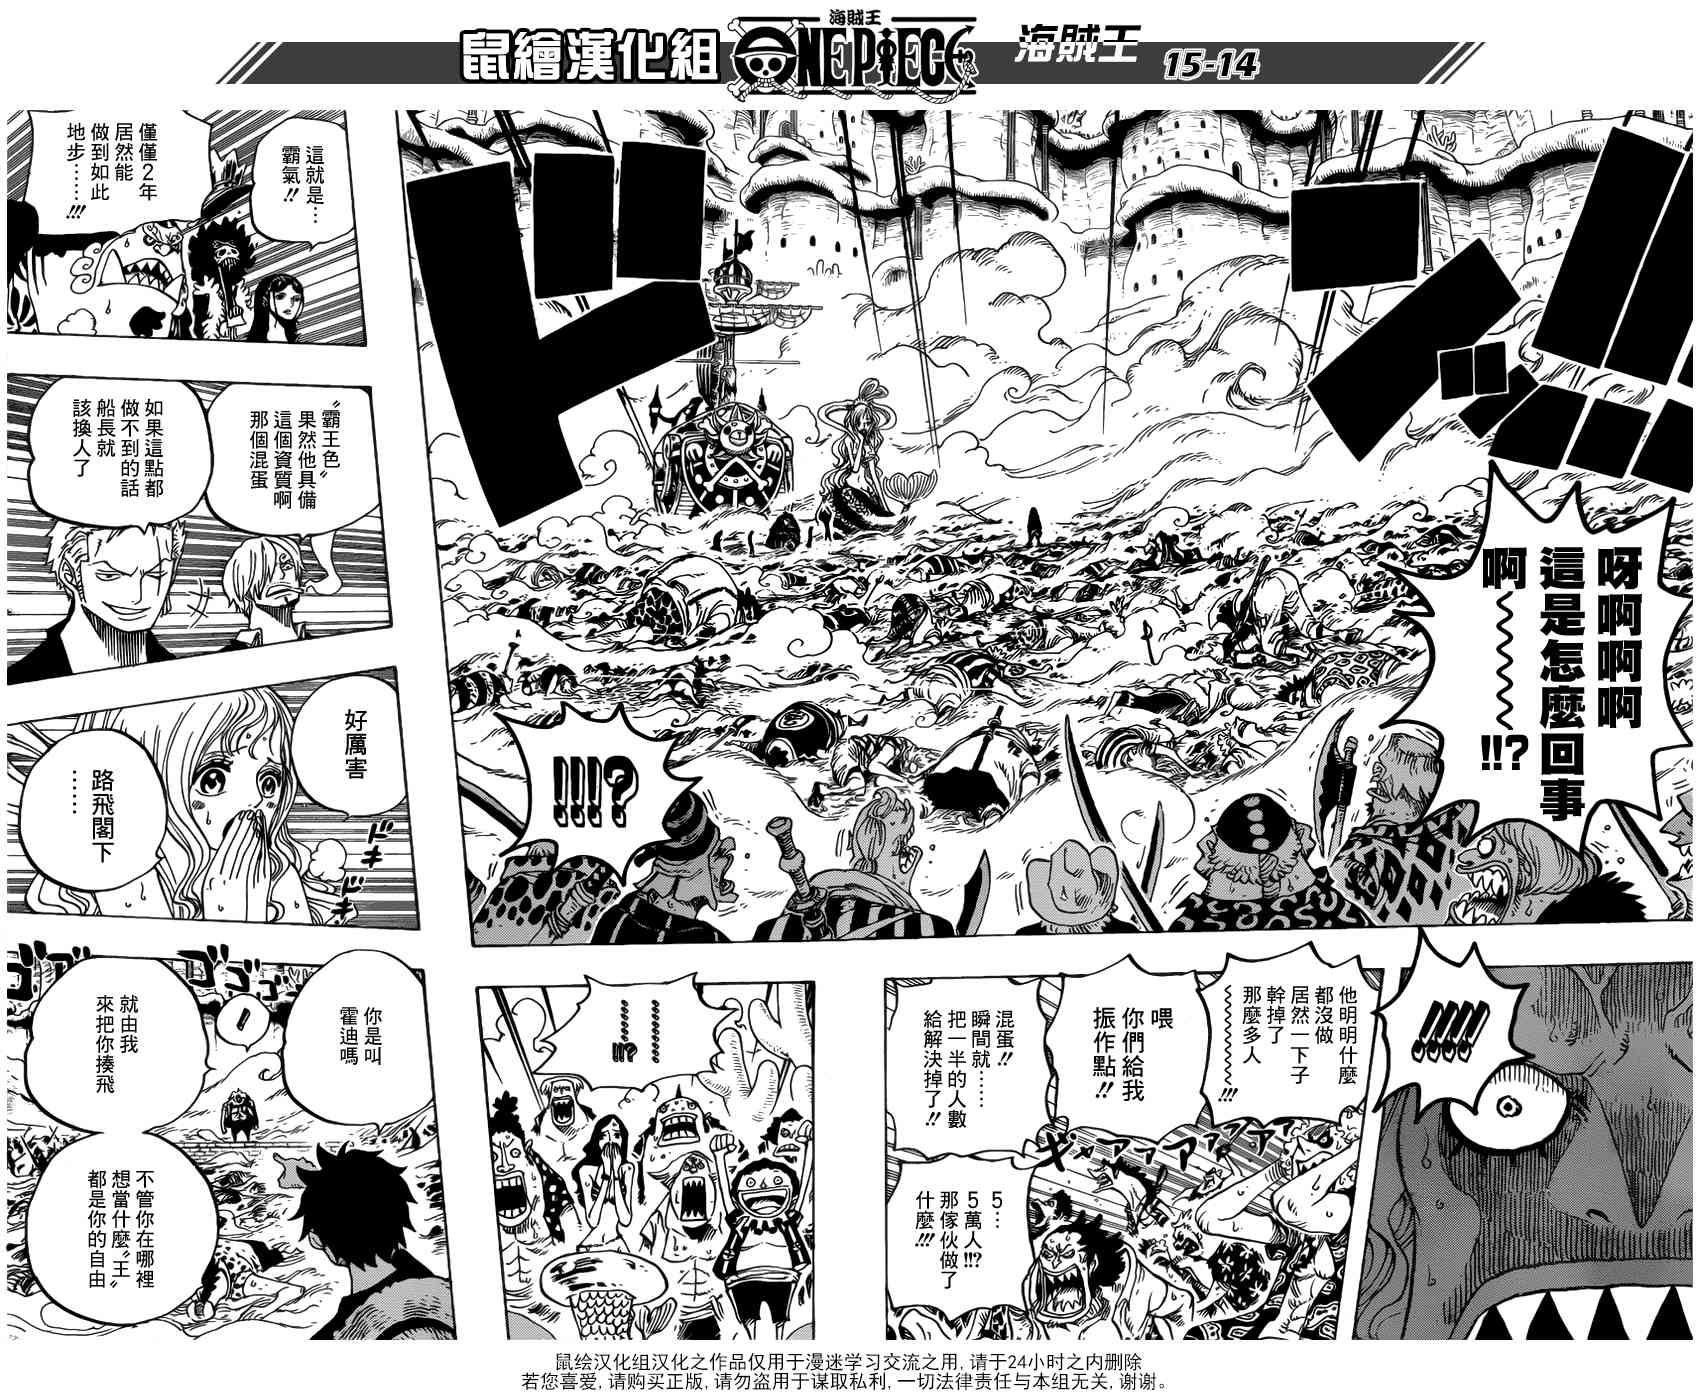 鼠繪漢化組
海賊王
ONE PIECE
海賊王
15-14
呀啊啊啊
這是怎麼回事
啊~~~~!!?
!!!!?
ドンッ!!
!!!!!
他明明什麼
都沒做
居然一下子
幹掉了
那麼多人
~~~~!!!
喂
你們給我
振作點!!
混蛋!!
瞬間就……
把一半的人數
給解決掉了!!
5…
5萬人!!?
那傢伙做了
什麼!!!
ギャアアアアア
…………
……!!?
這就是…
霸氣!!
僅僅2年
居然能
做到如此
地步……!!!
〝霸王色〞
果然他具備
這個資質啊
那個混蛋
如果這點都
做不到的話
船長就
該換人了
好厲害
路飛閣下
……
ドキ
ドキ
你是叫
霍迪嗎
!
就由我
來把你揍飛
不管你在哪裡
想當什麼〝王〞
都是你的自由
ゴゴゴゴ
鼠绘汉化组汉化之作品仅用于漫迷学习交流之用,请于24小时之内删除
若您喜爱,请购买正版,请勿盗用于谋取私利,一切法律责任与本组无关,谢谢。